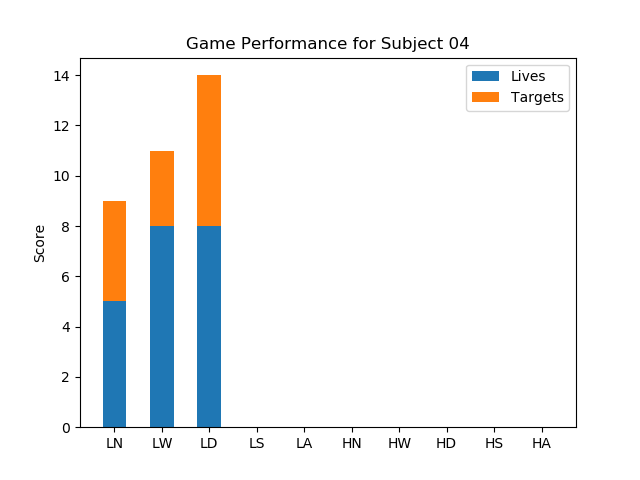 Game Performance for Subject 04
Lives
Targets
14
12
10
8
6
4
2
0
Score
LN LW LD LS LA HN HW HD HS HA